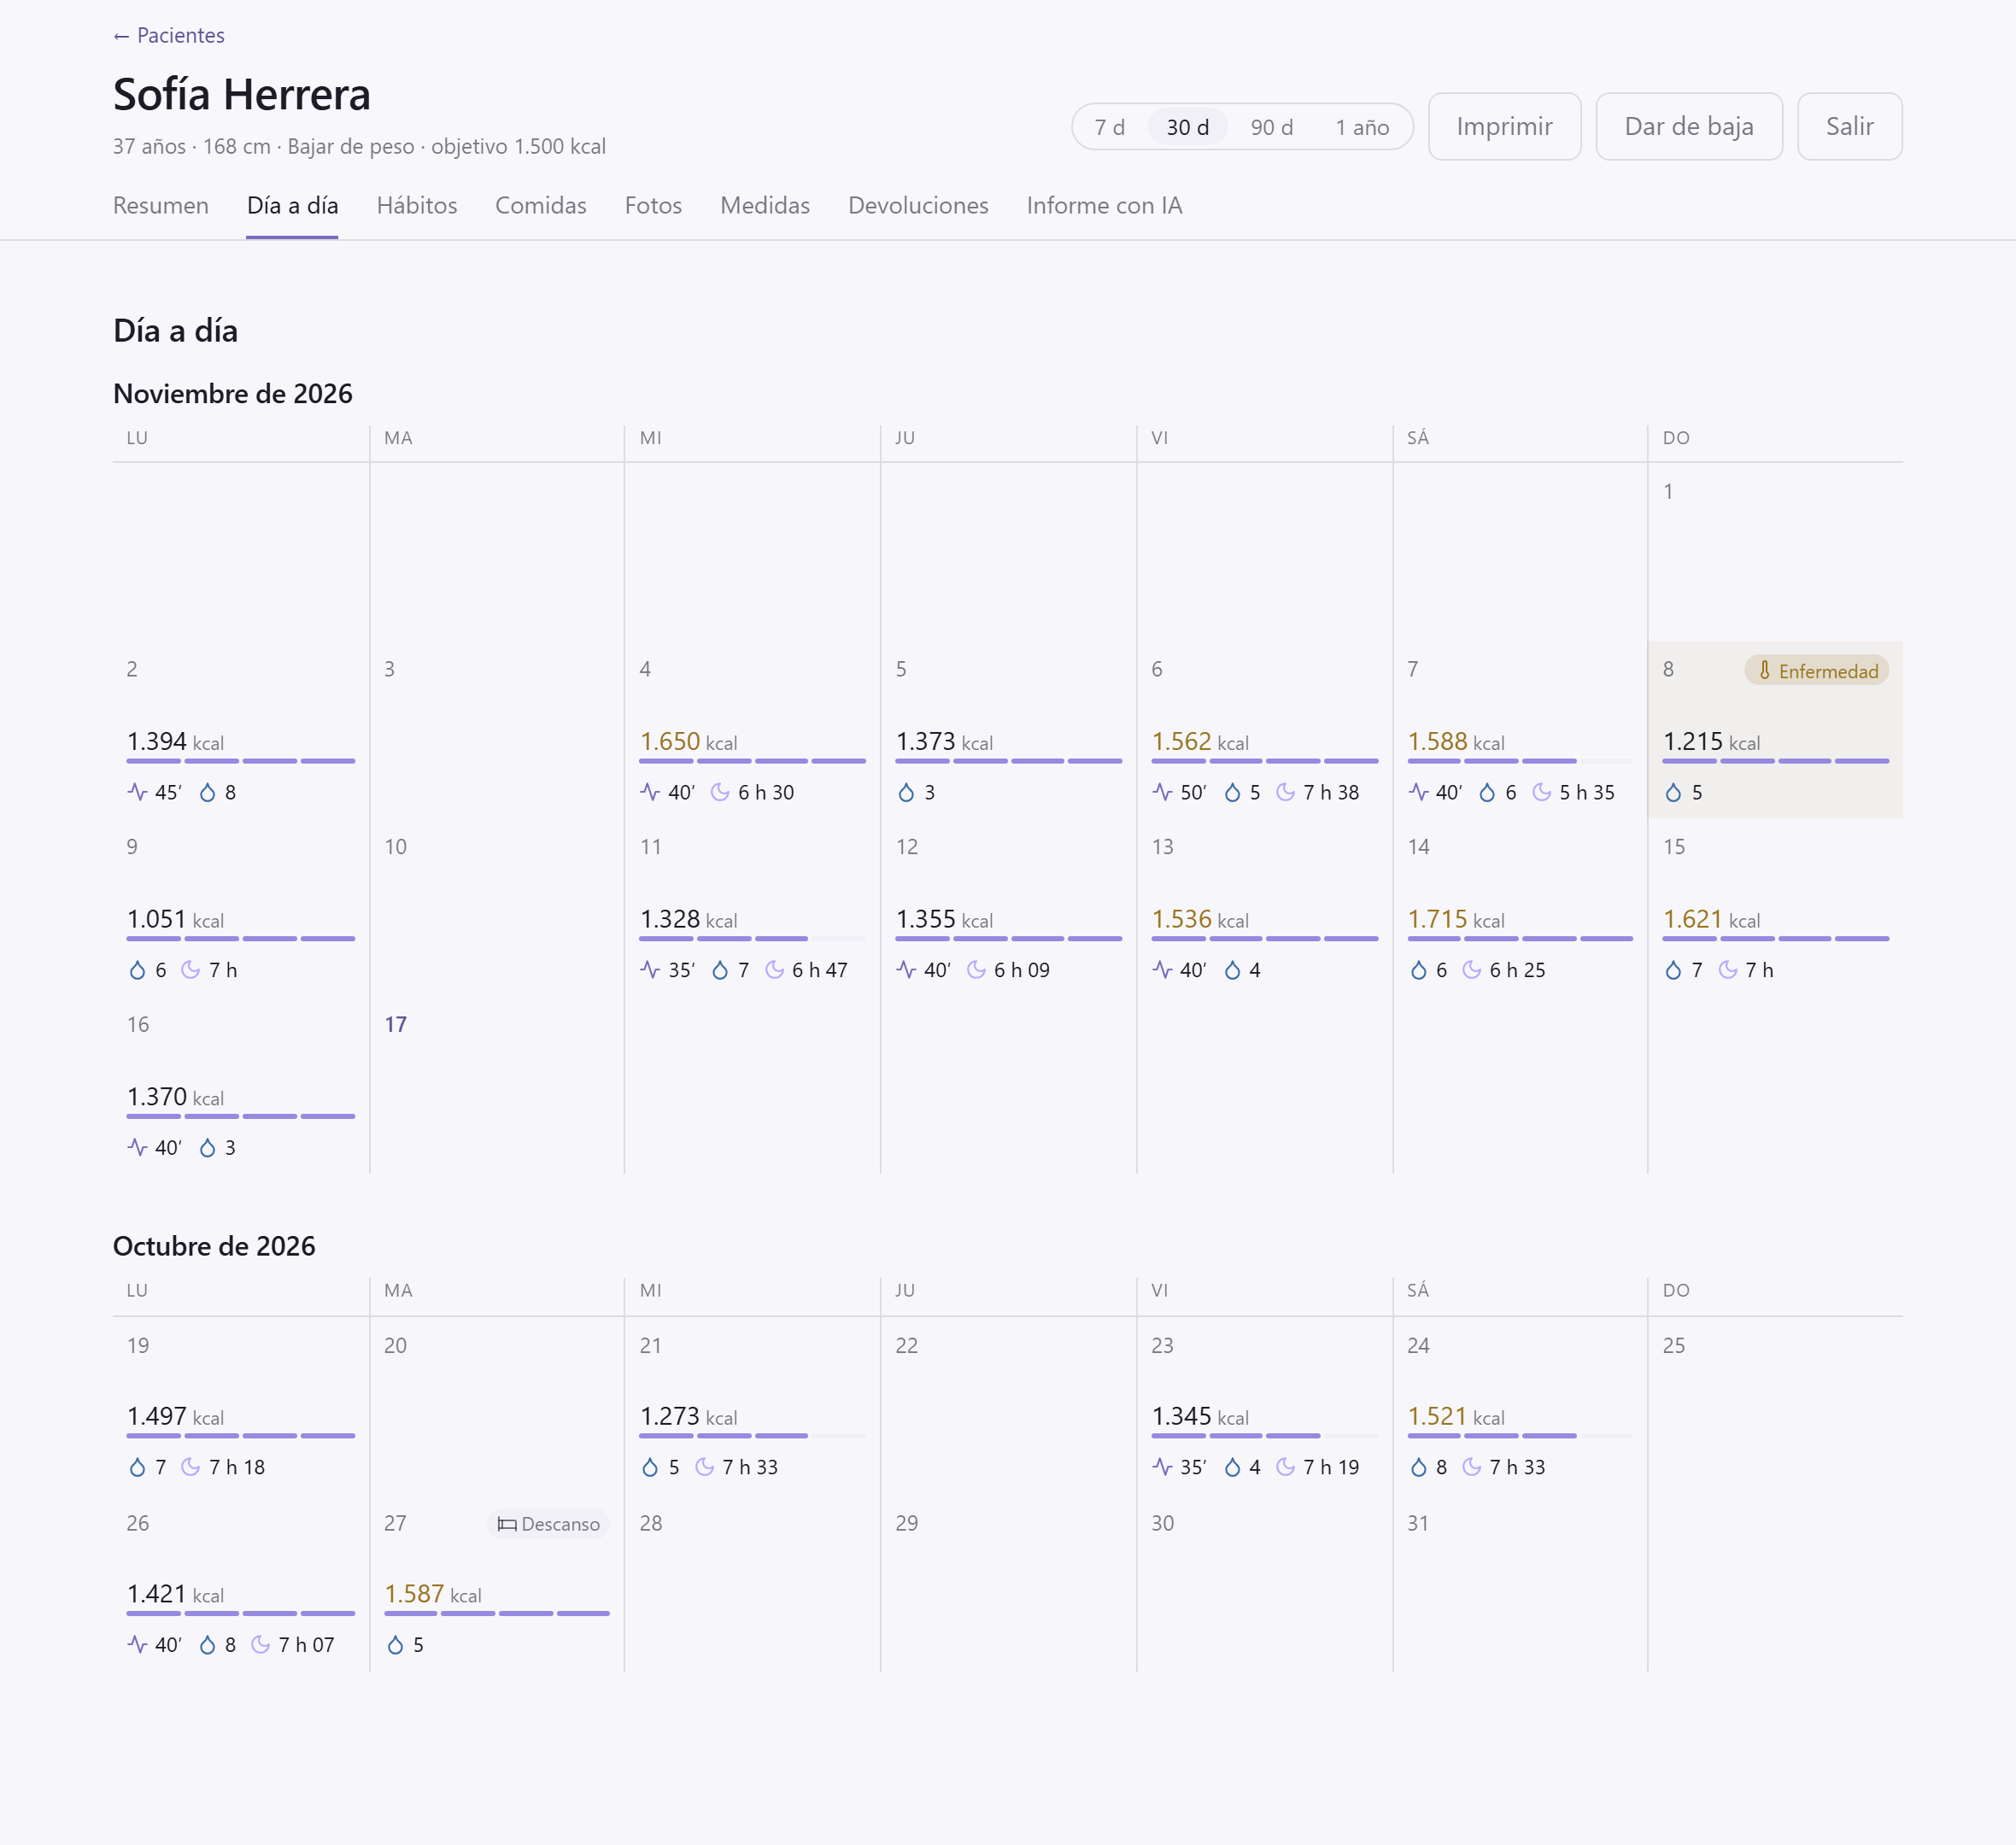 ← Pacientes
Sofía Herrera
37 años · 168 cm · Bajar de peso · objetivo 1.500 kcal
7 d 30 d 90 d 1 año Imprimir Dar de baja Salir
Resumen Día a día Hábitos Comidas Fotos Medidas Devoluciones Informe con IA
Día a día
Noviembre de 2026
LU MA MI JU VI SÁ DO
1
2 3 4 5 6 7 8 Enfermedad
1.394 kcal 1.650 kcal 1.373 kcal 1.562 kcal 1.588 kcal 1.215 kcal
45' 8 40' 6 h 30 3 50' 5 7 h 38 40' 6 5 h 35 5
9 10 11 12 13 14 15
1.051 kcal 1.328 kcal 1.355 kcal 1.536 kcal 1.715 kcal 1.621 kcal
6 7 h 35' 7 6 h 47 40' 6 h 09 40' 4 6 6 h 25 7 7 h
16 17
1.370 kcal
40' 3
Octubre de 2026
LU MA MI JU VI SÁ DO
19 20 21 22 23 24 25
1.497 kcal 1.273 kcal 1.345 kcal 1.521 kcal
7 7 h 18 5 7 h 33 35' 4 7 h 19 8 7 h 33
26 27 Descanso 28 29 30 31
1.421 kcal 1.587 kcal
40' 8 7 h 07 5